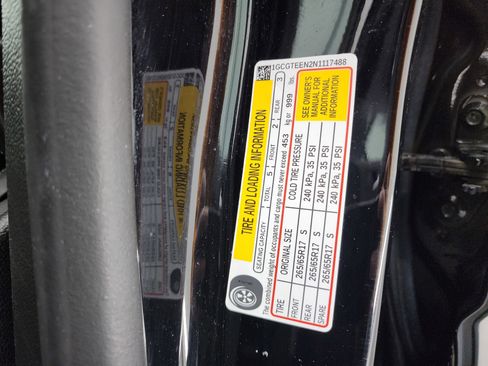 1GCGTEEN2N1117488
TIRE AND LOADING INFORMATION
SEATING CAPACITY TOTAL 5 FRONT 2 REAR 3
The combined weight of occupants and cargo must never exceed 453 kg or 999 lbs.
TIRE ORIGINAL SIZE COLD TIRE PRESSURE
FRONT 265/65R17 S 240 kPa, 35 PSI
REAR 265/65R17 S 240 kPa, 35 PSI
SPARE 265/65R17 S 240 kPa, 35 PSI
SEE OWNER'S
MANUAL FOR
ADDITIONAL
INFORMATION